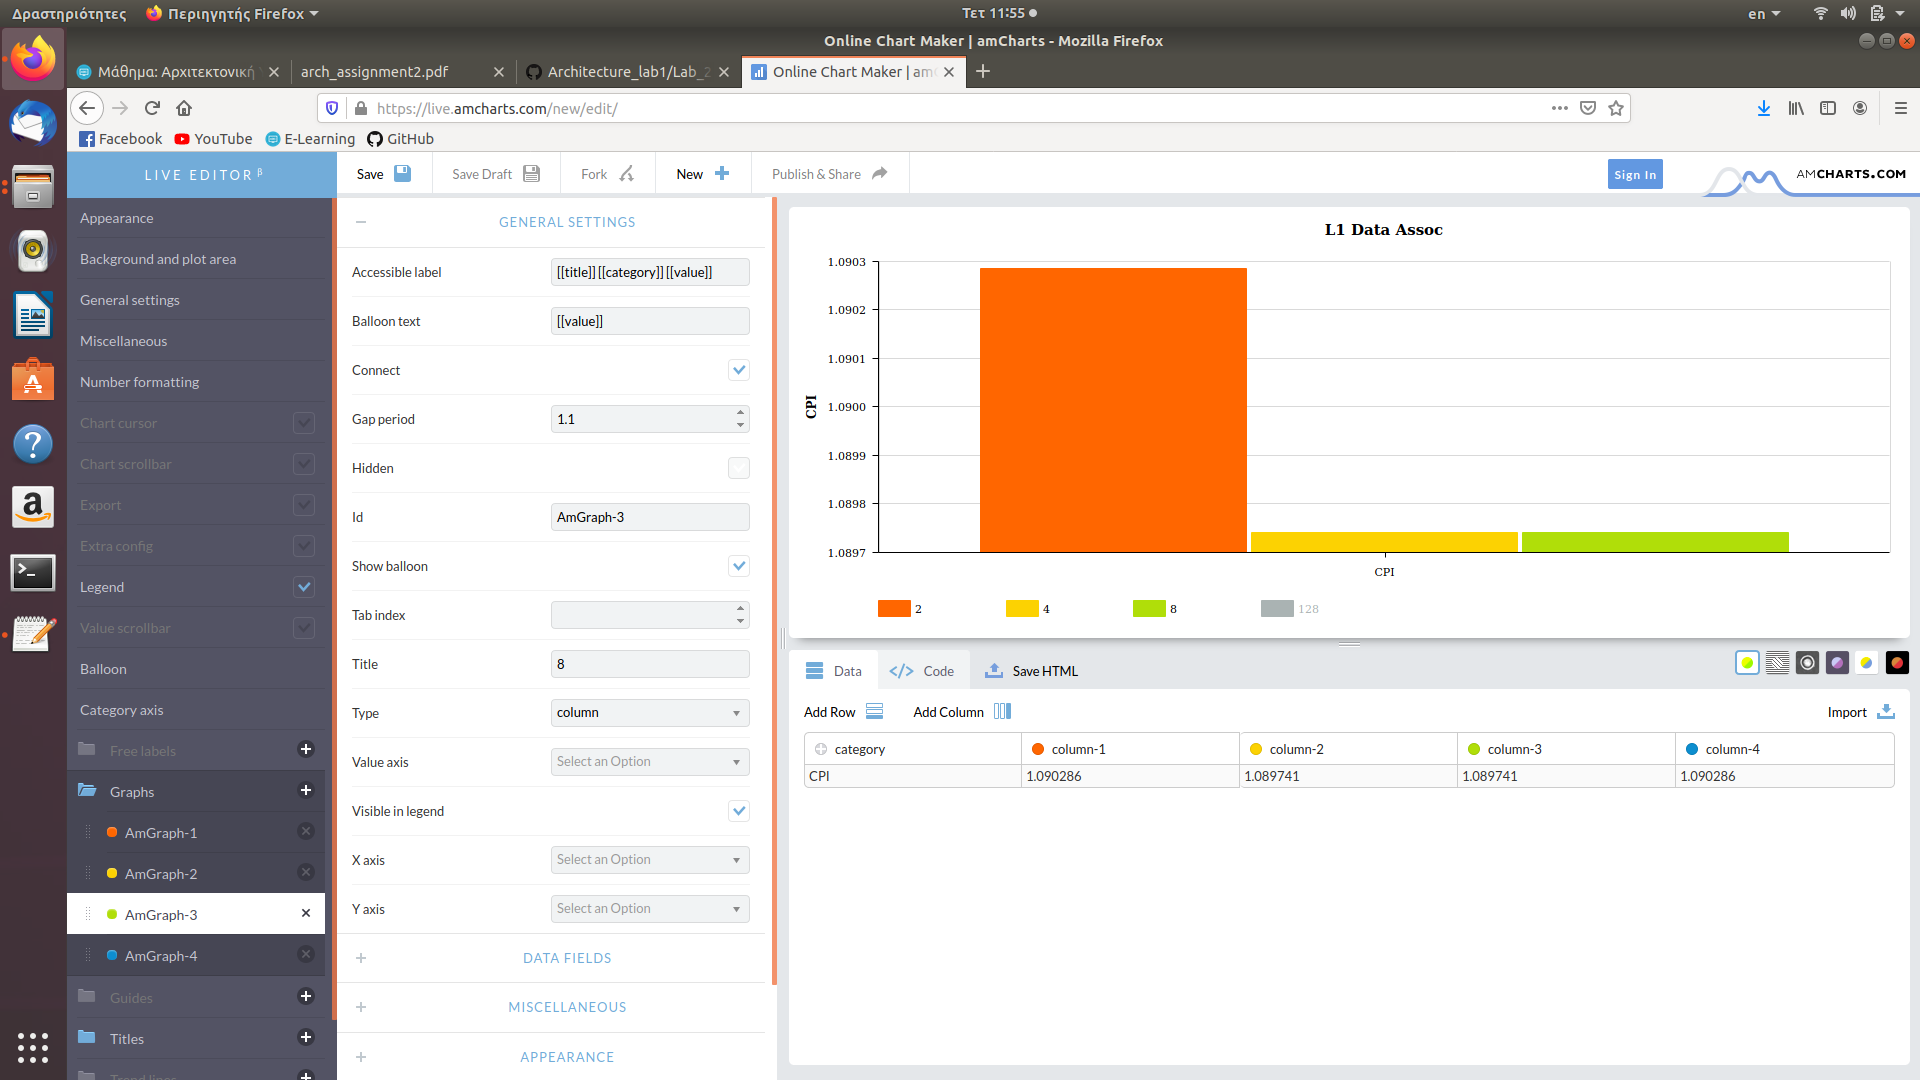 Δραστηριότητες
Περιηγητής Firefox
Τετ 11:55
en
Online Chart Maker | amCharts - Mozilla Firefox
Μάθημα: Αρχιτεκτονική
arch_assignment2.pdf
Architecture_lab1/Lab_2
Online Chart Maker | am
https://live.amcharts.com/new/edit/
Facebook
YouTube
E-Learning
GitHub
LIVE EDITOR β
Save
Save Draft
Fork
New
Publish & Share
Sign In
AMCHARTS.COM
Appearance
Background and plot area
General settings
Miscellaneous
Number formatting
Chart cursor
Chart scrollbar
Export
Extra config
Legend
Value scrollbar
Balloon
Category axis
Free labels
Graphs
AmGraph-1
AmGraph-2
AmGraph-3
AmGraph-4
Guides
Titles
Trend lines
GENERAL SETTINGS
Accessible label
[[title]] [[category]] [[value]]
Balloon text
[[value]]
Connect
Gap period
1.1
Hidden
Id
AmGraph-3
Show balloon
Tab index
Title
8
Type
column
Value axis
Select an Option
Visible in legend
X axis
Select an Option
Y axis
Select an Option
DATA FIELDS
MISCELLANEOUS
APPEARANCE
L1 Data Assoc
CPI
1.0903
1.0902
1.0901
1.0900
1.0899
1.0898
1.0897
CPI
2
4
8
128
Data
Code
Save HTML
Add Row
Add Column
Import
category
column-1
column-2
column-3
column-4
CPI
1.090286
1.089741
1.089741
1.090286